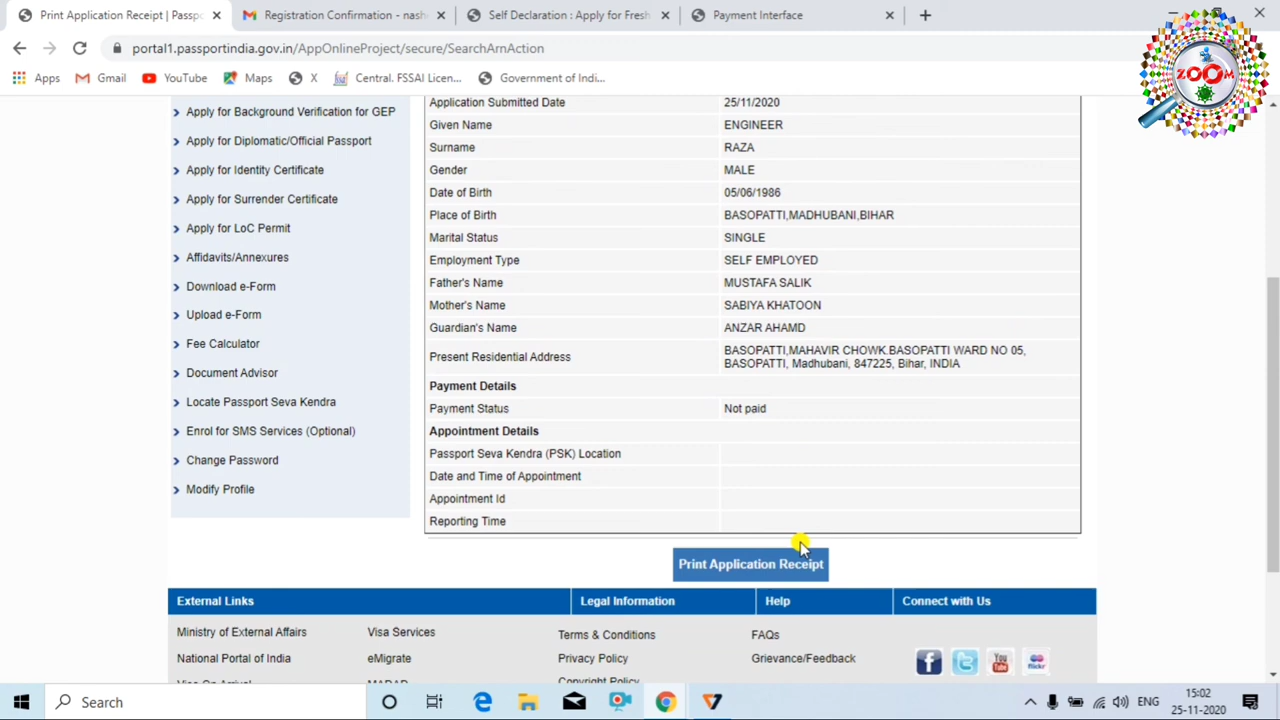 Print Application Receipt | Passpo
Registration Confirmation - nash
Self Declaration : Apply for Fresh
Payment Interface
portal1.passportindia.gov.in/AppOnlineProject/secure/SearchArnAction
Apps
Gmail
YouTube
Maps
X
Central. FSSAI Licen...
Government of Indi...
ZOOM
Apply for Background Verification for GEP
Apply for Diplomatic/Official Passport
Apply for Identity Certificate
Apply for Surrender Certificate
Apply for LoC Permit
Affidavits/Annexures
Download e-Form
Upload e-Form
Fee Calculator
Document Advisor
Locate Passport Seva Kendra
Enrol for SMS Services (Optional)
Change Password
Modify Profile
Application Submitted Date 25/11/2020
Given Name ENGINEER
Surname RAZA
Gender MALE
Date of Birth 05/06/1986
Place of Birth BASOPATTI,MADHUBANI,BIHAR
Marital Status SINGLE
Employment Type SELF EMPLOYED
Father's Name MUSTAFA SALIK
Mother's Name SABIYA KHATOON
Guardian's Name ANZAR AHAMD
Present Residential Address BASOPATTI,MAHAVIR CHOWK.BASOPATTI WARD NO 05,
BASOPATTI, Madhubani, 847225, Bihar, INDIA
Payment Details
Payment Status Not paid
Appointment Details
Passport Seva Kendra (PSK) Location
Date and Time of Appointment
Appointment Id
Reporting Time
Print Application Receipt
External Links Legal Information Help Connect with Us
Ministry of External Affairs Visa Services Terms & Conditions FAQs
National Portal of India eMigrate Privacy Policy Grievance/Feedback
Copyright Policy
flickr
Search
ENG
15:02
25-11-2020